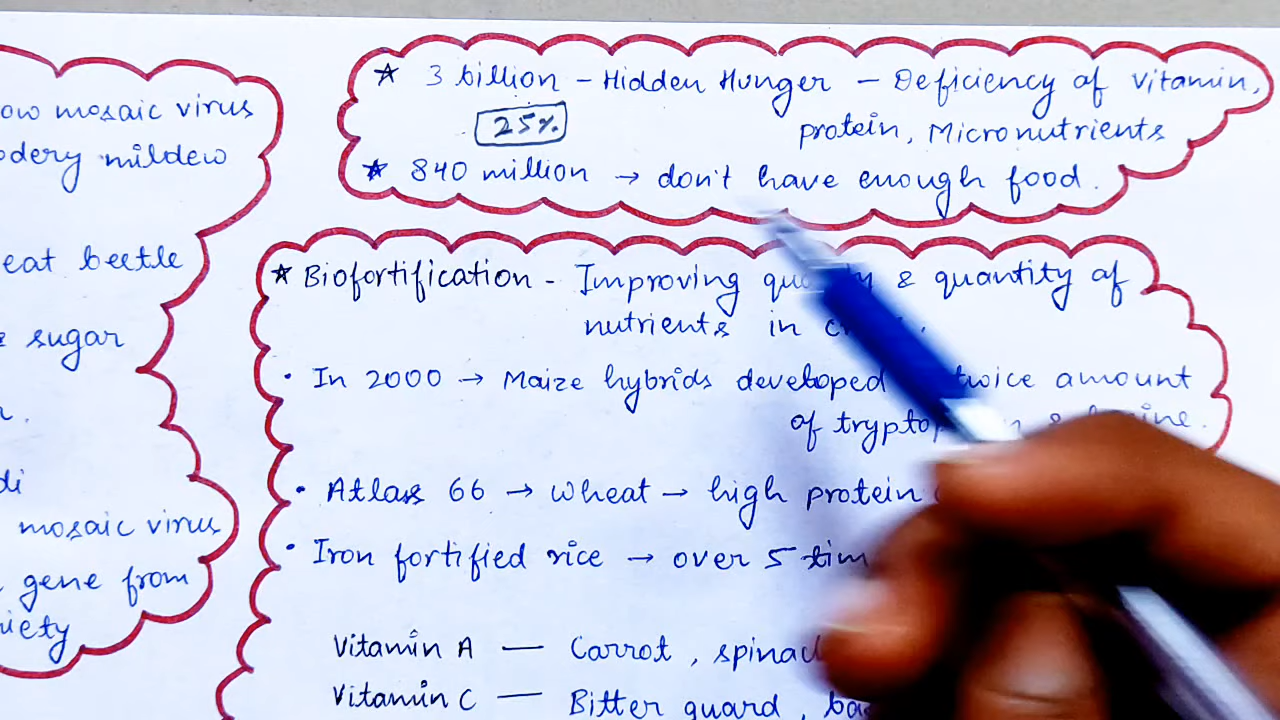 ow mosaic virus
dery mildew
eat beetle
sugar
di
mosaic virus
gene from
iety
☆ 3 billion - Hidden Hunger - Deficiency of Vitamin,
25%
protein, Micronutrients
☆ 840 million → don't have enough food.
☆ Biofortification - Improving & quantity of
nutrients in
• In 2000 → Maize hybrids developed twice amount
of
• Atlas 66 → Wheat → high protein
• Iron fortified rice → over 5 tim
Vitamin A — Carrot, spinac
Vitamin C — Bitter guard, ba